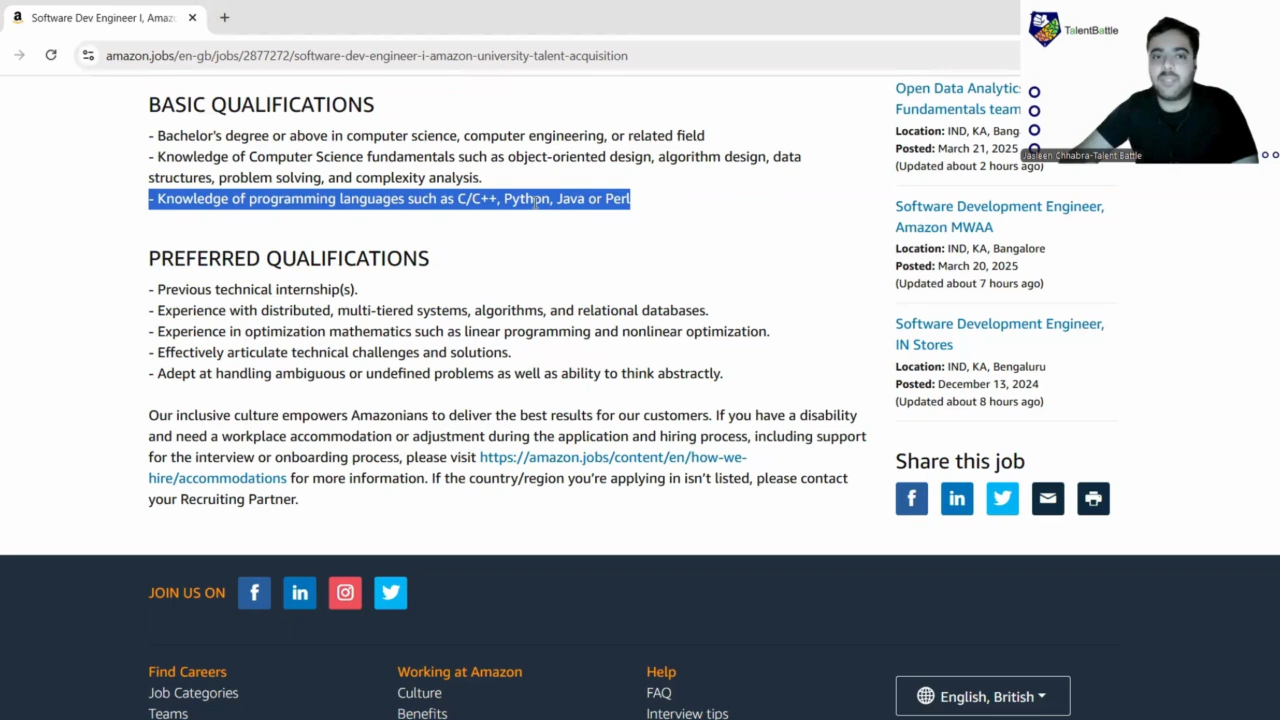 Software Dev Engineer I, Amaz
amazon.jobs/en-gb/jobs/2877272/software-dev-engineer-i-amazon-university-talent-acquisition
TalentBattle
Jasleen Chhabra-Talent Battle
BASIC QUALIFICATIONS
- Bachelor's degree or above in computer science, computer engineering, or related field
- Knowledge of Computer Science fundamentals such as object-oriented design, algorithm design, data
structures, problem solving, and complexity analysis.
- Knowledge of programming languages such as C/C++, Python, Java or Perl
PREFERRED QUALIFICATIONS
- Previous technical internship(s).
- Experience with distributed, multi-tiered systems, algorithms, and relational databases.
- Experience in optimization mathematics such as linear programming and nonlinear optimization.
- Effectively articulate technical challenges and solutions.
- Adept at handling ambiguous or undefined problems as well as ability to think abstractly.
Our inclusive culture empowers Amazonians to deliver the best results for our customers. If you have a disability
and need a workplace accommodation or adjustment during the application and hiring process, including support
for the interview or onboarding process, please visit https://amazon.jobs/content/en/how-we-
hire/accommodations for more information. If the country/region you're applying in isn't listed, please contact
your Recruiting Partner.
Open Data Analytics
Fundamentals team
Location: IND, KA, Bang
Posted: March 21, 2025
(Updated about 2 hours ago)
Software Development Engineer,
Amazon MWAA
Location: IND, KA, Bangalore
Posted: March 20, 2025
(Updated about 7 hours ago)
Software Development Engineer,
IN Stores
Location: IND, KA, Bengaluru
Posted: December 13, 2024
(Updated about 8 hours ago)
Share this job
JOIN US ON
Find Careers
Job Categories
Teams
Working at Amazon
Culture
Benefits
Help
FAQ
Interview tips
English, British